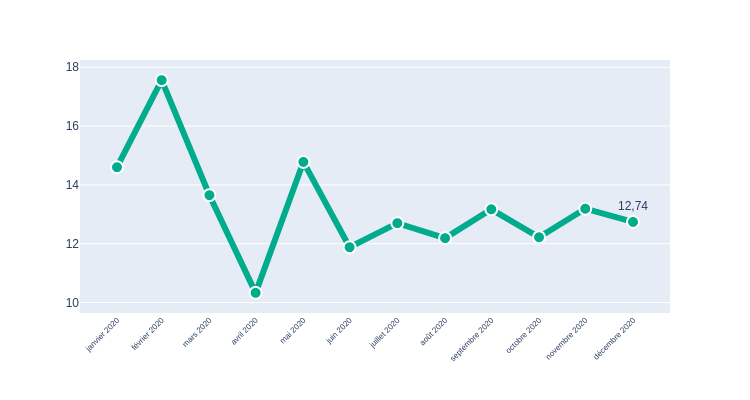 18
16
14
12
10
12,74
janvier 2020
février 2020
mars 2020
avril 2020
mai 2020
juin 2020
juillet 2020
août 2020
septembre 2020
octobre 2020
novembre 2020
décembre 2020